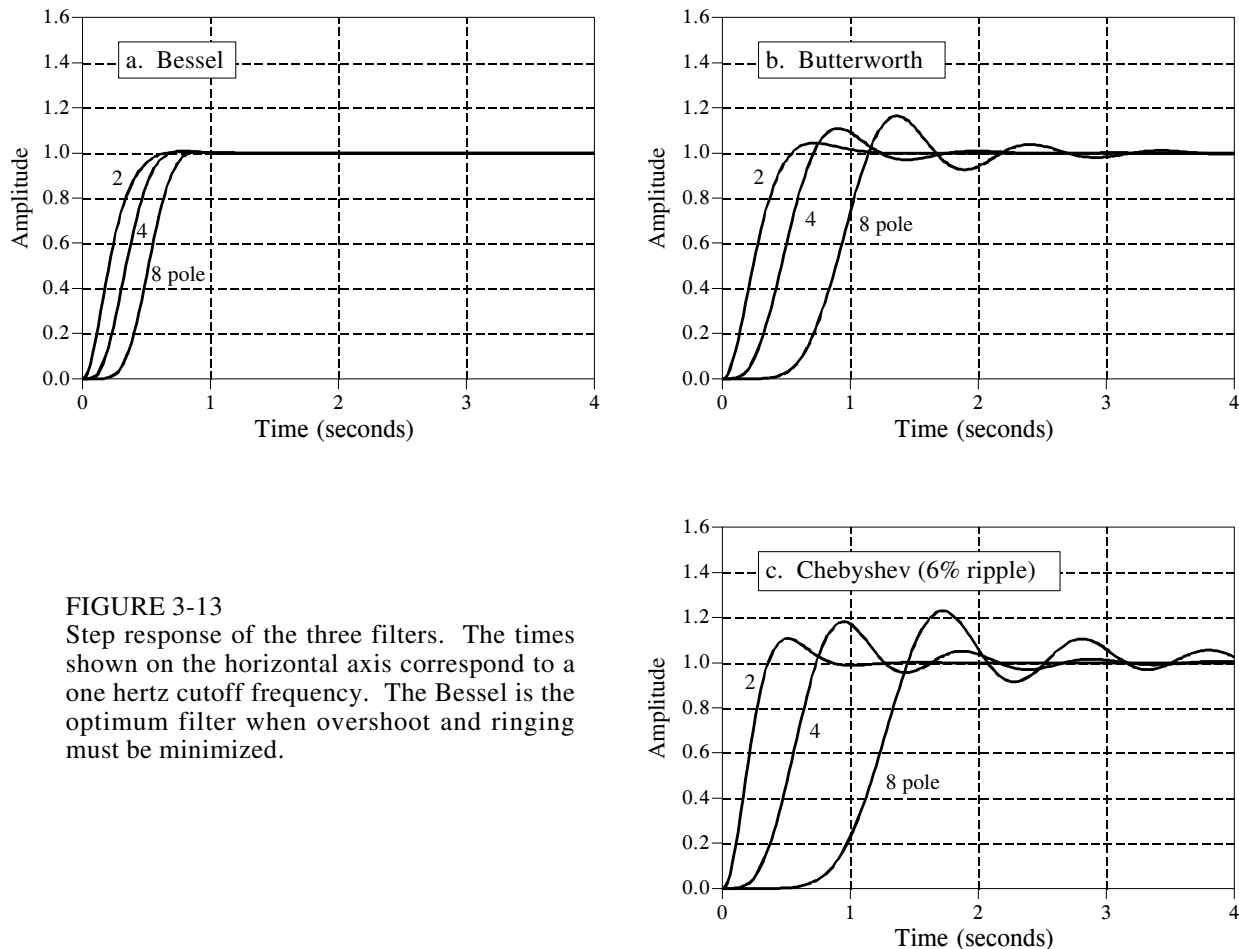 a. Bessel
1.6
1.4
1.2
1.0
0.8
0.6
0.4
0.2
0.0
Amplitude
2
4
8 pole
0 1 2 3 4
Time (seconds)
b. Butterworth
1.6
1.4
1.2
1.0
0.8
0.6
0.4
0.2
0.0
Amplitude
2
4
8 pole
0 1 2 3 4
Time (seconds)
FIGURE 3-13
Step response of the three filters. The times
shown on the horizontal axis correspond to a
one hertz cutoff frequency. The Bessel is the
optimum filter when overshoot and ringing
must be minimized.
c. Chebyshev (6% ripple)
1.6
1.4
1.2
1.0
0.8
0.6
0.4
0.2
0.0
Amplitude
2
4
8 pole
0 1 2 3 4
Time (seconds)